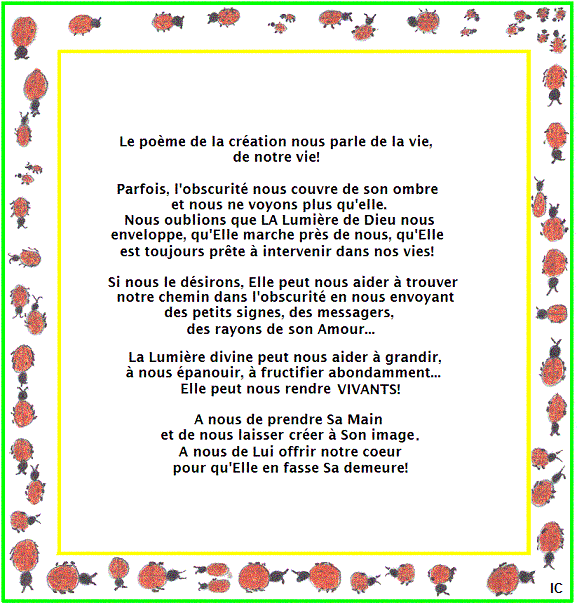 Le poème de la création nous parle de la vie,
de notre vie!
Parfois, l'obscurité nous couvre de son ombre
et nous ne voyons plus qu'elle.
Nous oublions que LA Lumière de Dieu nous
enveloppe, qu'Elle marche près de nous, qu'Elle
est toujours prête à intervenir dans nos vies!
Si nous le désirons, Elle peut nous aider à trouver
notre chemin dans l'obscurité en nous envoyant
des petits signes, des messagers,
des rayons de son Amour...
La Lumière divine peut nous aider à grandir,
à nous épanouir, à fructifier abondamment...
Elle peut nous rendre VIVANTS!
A nous de prendre Sa Main
et de nous laisser créer à Son image.
A nous de Lui offrir notre coeur
pour qu'Elle en fasse Sa demeure!
IC